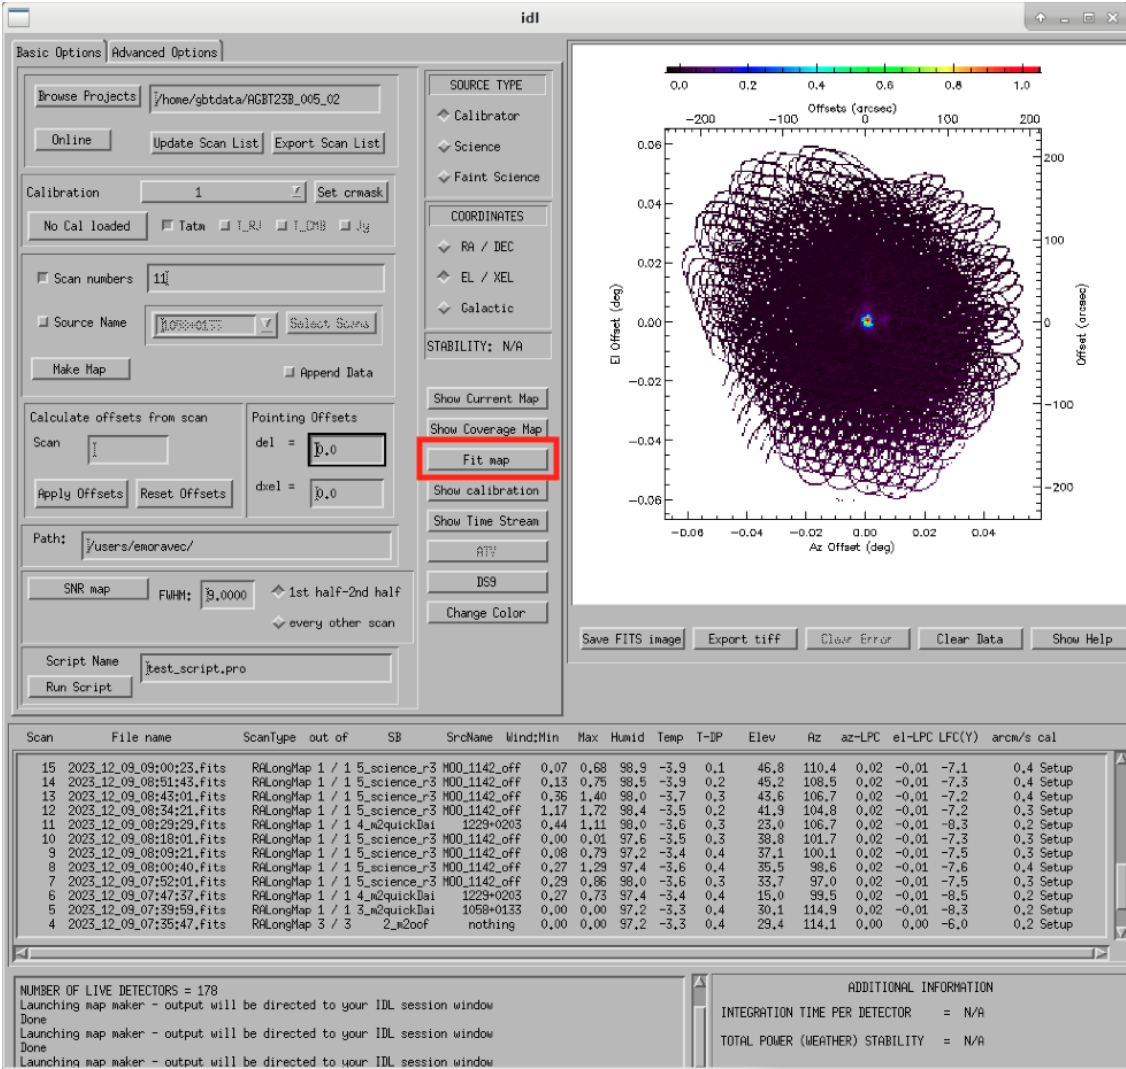 idl
Basic Options Advanced Options
Browse Projects /home/gbtdata/AGBT23B_005_02
Online Update Scan List Export Scan List
Calibration 1 Set crmask
No Cal loaded Tatm T_RJ T_CMB Jy
Scan numbers 11
Source Name 1058+0133 Select Scans
Make Map Append Data
Calculate offsets from scan
Scan
Apply Offsets Reset Offsets
Pointing Offsets
del = 0.0
dxel = 0.0
Path: /users/emoravec/
SNR map FWHM: 9.0000 1st half-2nd half
every other scan
Script Name test_script.pro
Run Script
SOURCE TYPE
Calibrator
Science
Faint Science
COORDINATES
RA / DEC
EL / XEL
Galactic
STABILITY: N/A
Show Current Map
Show Coverage Map
Fit map
Show calibration
Show Time Stream
ATV
DS9
Change Color
0.0 0.2 0.4 0.6 0.8 1.0
Offsets (arcsec)
-200 -100 0 100 200
0.06
0.04
0.02
0.00
-0.02
-0.04
-0.06
El Offset (deg)
200
100
0
-100
-200
Offset (arcsec)
-0.06 -0.04 -0.02 0.00 0.02 0.04
Az Offset (deg)
Save FITS image Export tiff Clear Error Clear Data Show Help
Scan File name ScanType out of SB SrcName Wind:Min Max Humid Temp T-DP Elev Az az-LPC el-LPC LFC(Y) arcm/s cal
15 2023_12_09_09:00:23.fits RALongMap 1 / 1 5_science_r3 MOO_1142_off 0.07 0.68 98.9 -3.9 0.1 46.8 110.4 0.02 -0.01 -7.1 0.4 Setup
14 2023_12_09_08:51:43.fits RALongMap 1 / 1 5_science_r3 MOO_1142_off 0.13 0.75 98.5 -3.9 0.2 45.2 108.5 0.02 -0.01 -7.3 0.4 Setup
13 2023_12_09_08:43:01.fits RALongMap 1 / 1 5_science_r3 MOO_1142_off 0.36 1.40 98.0 -3.7 0.3 43.6 106.7 0.02 -0.01 -7.2 0.4 Setup
12 2023_12_09_08:34:21.fits RALongMap 1 / 1 5_science_r3 MOO_1142_off 1.17 1.72 98.4 -3.5 0.2 41.9 104.8 0.02 -0.01 -7.2 0.3 Setup
11 2023_12_09_08:29:29.fits RALongMap 1 / 1 4_m2quickDai 1229+0203 0.44 1.11 98.0 -3.6 0.3 23.0 106.7 0.02 -0.01 -8.3 0.2 Setup
10 2023_12_09_08:18:01.fits RALongMap 1 / 1 5_science_r3 MOO_1142_off 0.00 0.01 97.6 -3.5 0.3 38.8 101.7 0.02 -0.01 -7.3 0.3 Setup
9 2023_12_09_08:09:21.fits RALongMap 1 / 1 5_science_r3 MOO_1142_off 0.08 0.79 97.2 -3.4 0.4 37.1 100.1 0.02 -0.01 -7.5 0.3 Setup
8 2023_12_09_08:00:40.fits RALongMap 1 / 1 5_science_r3 MOO_1142_off 0.27 1.29 97.4 -3.6 0.4 35.5 98.6 0.02 -0.01 -7.6 0.4 Setup
7 2023_12_09_07:52:01.fits RALongMap 1 / 1 5_science_r3 MOO_1142_off 0.29 0.86 98.0 -3.6 0.3 33.7 97.0 0.02 -0.01 -7.5 0.3 Setup
6 2023_12_09_07:47:37.fits RALongMap 1 / 1 4_m2quickDai 1229+0203 0.27 0.73 97.4 -3.4 0.4 15.0 99.5 0.02 -0.01 -8.5 0.2 Setup
5 2023_12_09_07:39:59.fits RALongMap 1 / 1 3_m2quickDai 1058+0133 0.00 0.00 97.2 -3.3 0.4 30.1 114.9 0.02 -0.01 -8.3 0.2 Setup
4 2023_12_09_07:35:47.fits RALongMap 3 / 3 2_m2oof nothing 0.00 0.00 97.2 -3.3 0.4 29.4 114.1 0.00 0.00 -6.0 0.2 Setup
NUMBER OF LIVE DETECTORS = 178
Launching map maker - output will be directed to your IDL session window
Done
Launching map maker - output will be directed to your IDL session window
Done
Launching map maker - output will be directed to your IDL session window
ADDITIONAL INFORMATION
INTEGRATION TIME PER DETECTOR = N/A
TOTAL POWER (WEATHER) STABILITY = N/A